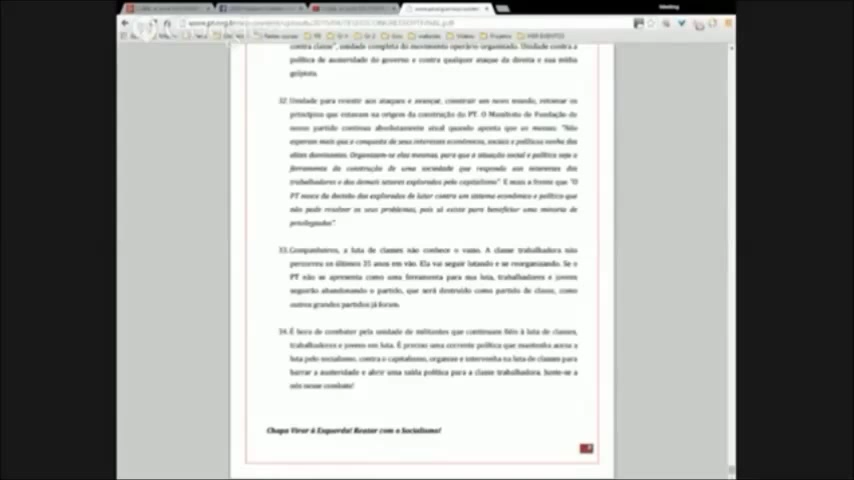 contra classe", unidade completa do movimento operário organizado. Unidade contra a
política de austeridade do governo e contra qualquer ataque da direita e sua mídia
golpista.
32. Unidade para resistir aos ataques e avançar, construir um novo mundo, retomar os
princípios que estavam na origem da construção do PT. O Manifesto de Fundação do
nosso partido continua absolutamente atual quando aponta que as massas: "Não
esperam mais que a conquista de seus interesses econômicos, sociais e políticos venha das
elites dominantes. Organizam-se elas mesmas, para que a situação social e política seja a
ferramenta da construção de uma sociedade que responda aos interesses dos
trabalhadores e dos demais setores explorados pelo capitalismo". E mais a frente que "O
PT nasce da decisão dos explorados de lutar contra um sistema econômico e político que
não pode resolver os seus problemas, pois só existe para beneficiar uma minoria de
privilegiados"
33. Companheiros, a luta de classes não conhece o vazio. A classe trabalhadora não
percorreu os últimos 35 anos em vão. Ela vai seguir lutando e se reorganizando. Se o
PT não se apresenta como uma ferramenta para sua luta, trabalhadores e jovens
seguirão abandonando o partido, que será destruído como partido de classe, como
outros grandes partidos já foram.
34. É hora de combater pela unidade de militantes que continuam fiéis à luta de classes,
trabalhadores e jovens em luta. É preciso uma corrente política que mantenha acesa a
luta pelo socialismo, contra o capitalismo, organize e intervenha na luta de classes para
barrar a austeridade e abrir uma saída política para a classe trabalhadora. Junte-se a
nós nesse combate!
Chapa Virar à Esquerda! Reatar com o Socialismo!